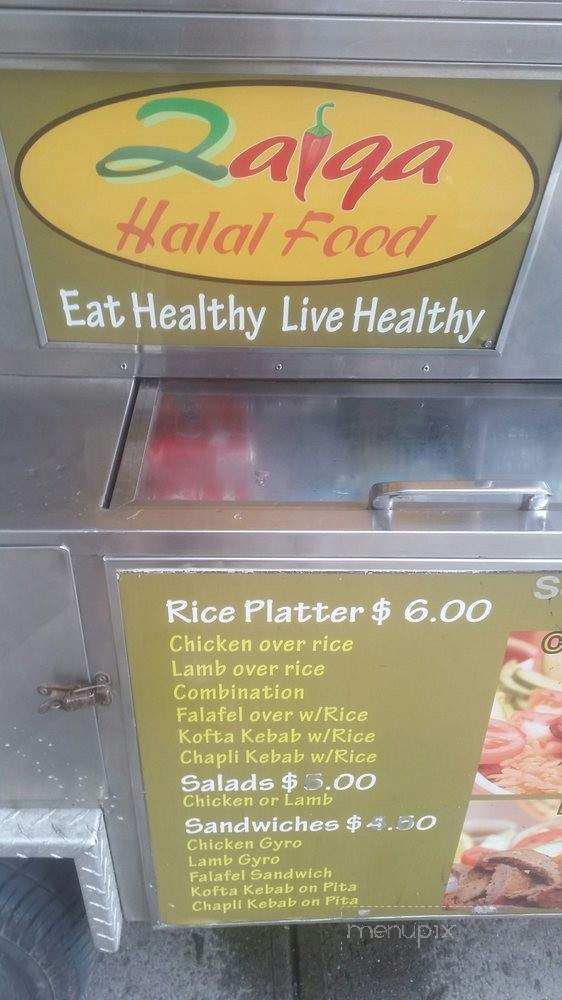 Zaiqa
Halal Food
Eat Healthy Live Healthy
Rice Platter $ 6.00
Chicken over rice
Lamb over rice
Combination
Falafel over w/Rice
Kofta Kebab w/Rice
Chapli Kebab w/Rice
Salads $ 5.00
Chicken or Lamb
Sandwiches $ 4.50
Chicken Gyro
Lamb Gyro
Falafel Sandwich
Kofta Kebab on Pita
Chapli Kebab on Pita
menupix